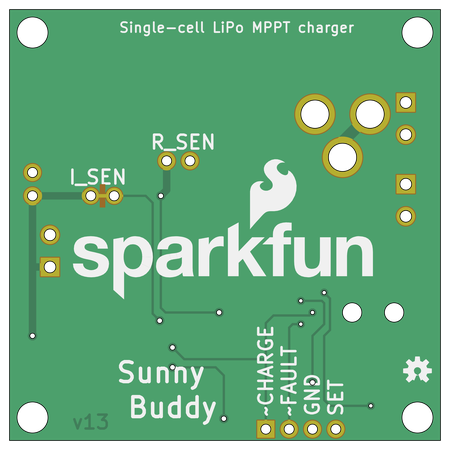 Single-cell LiPo MPPT charger
R_SEN
I_SEN
sparkfun
Sunny
Buddy
v13
~CHARGE
~FAULT
GND
SET